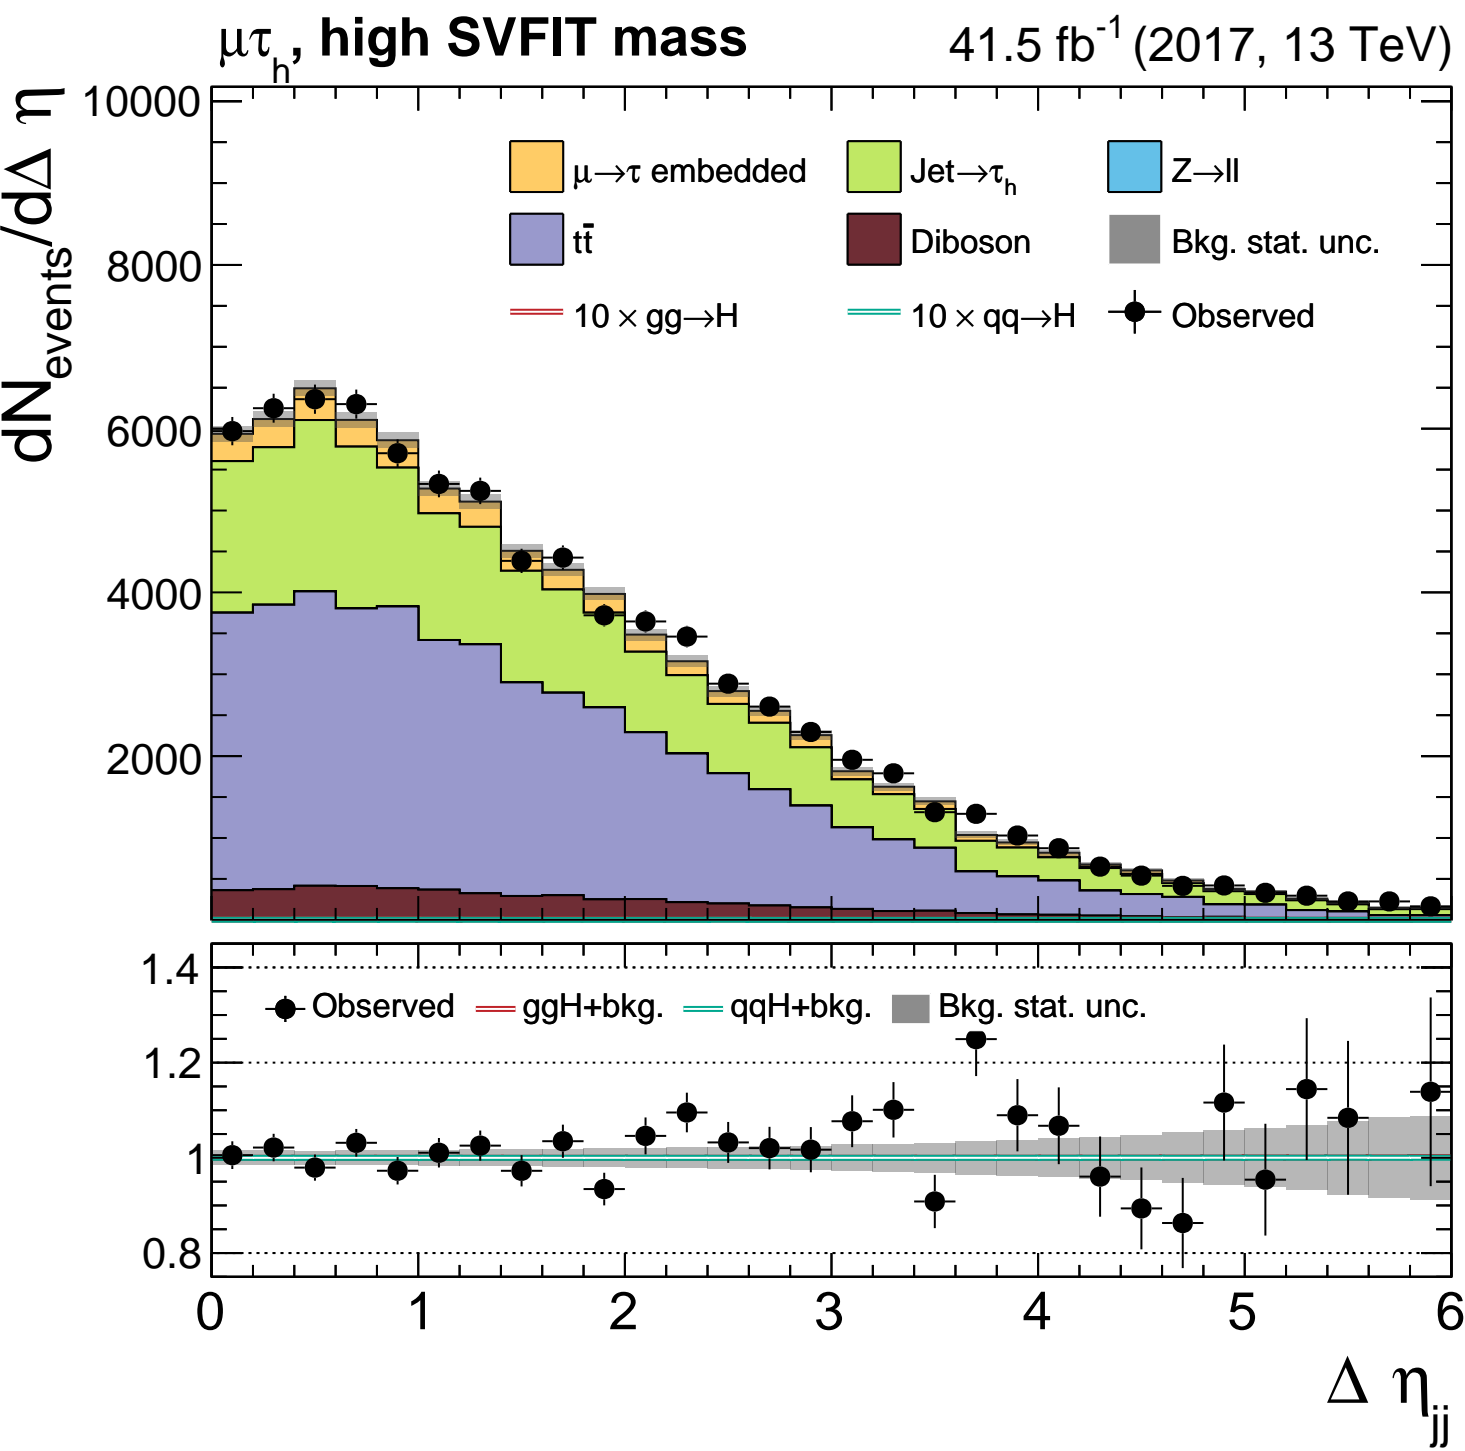 μτh, high SVFIT mass 41.5 fb-1 (2017, 13 TeV)
dNevents/dΔ η
10000
8000
6000
4000
2000
μ→τ embedded Jet→τh Z→ll
tt̄ Diboson Bkg. stat. unc.
10 × gg→H 10 × qq→H Observed
1.4
1.2
1
0.8
Observed ggH+bkg. qqH+bkg. Bkg. stat. unc.
0 1 2 3 4 5 6
Δ ηjj